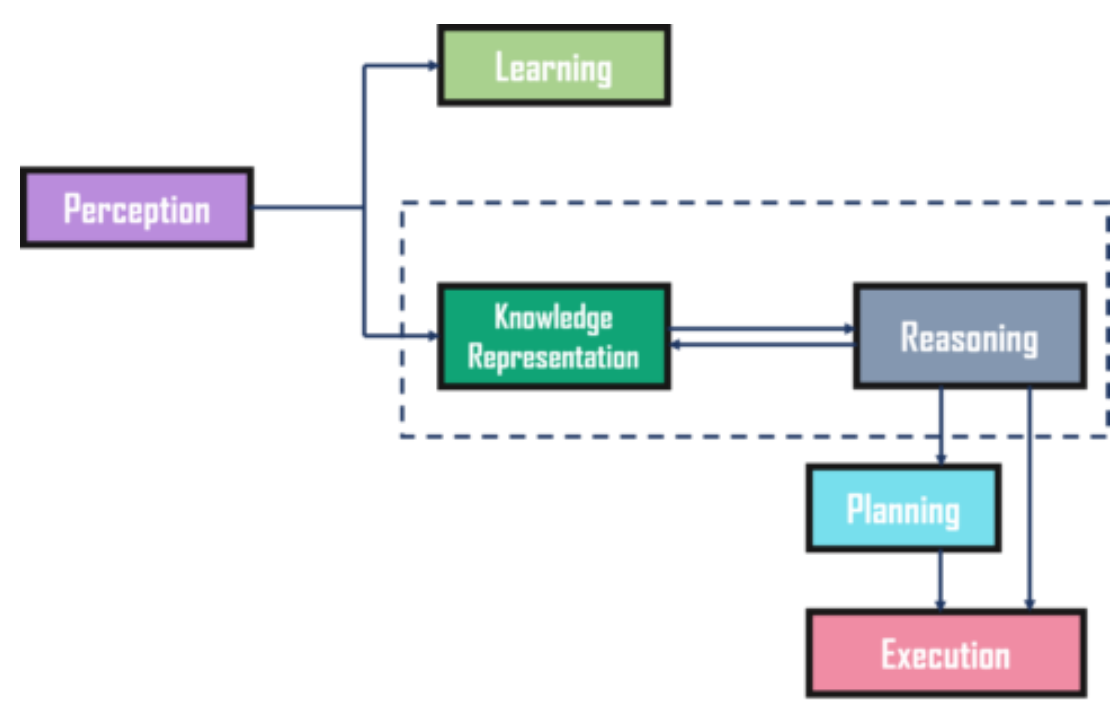 Learning
Perception
Knowledge
Representation
Reasoning
Planning
Execution